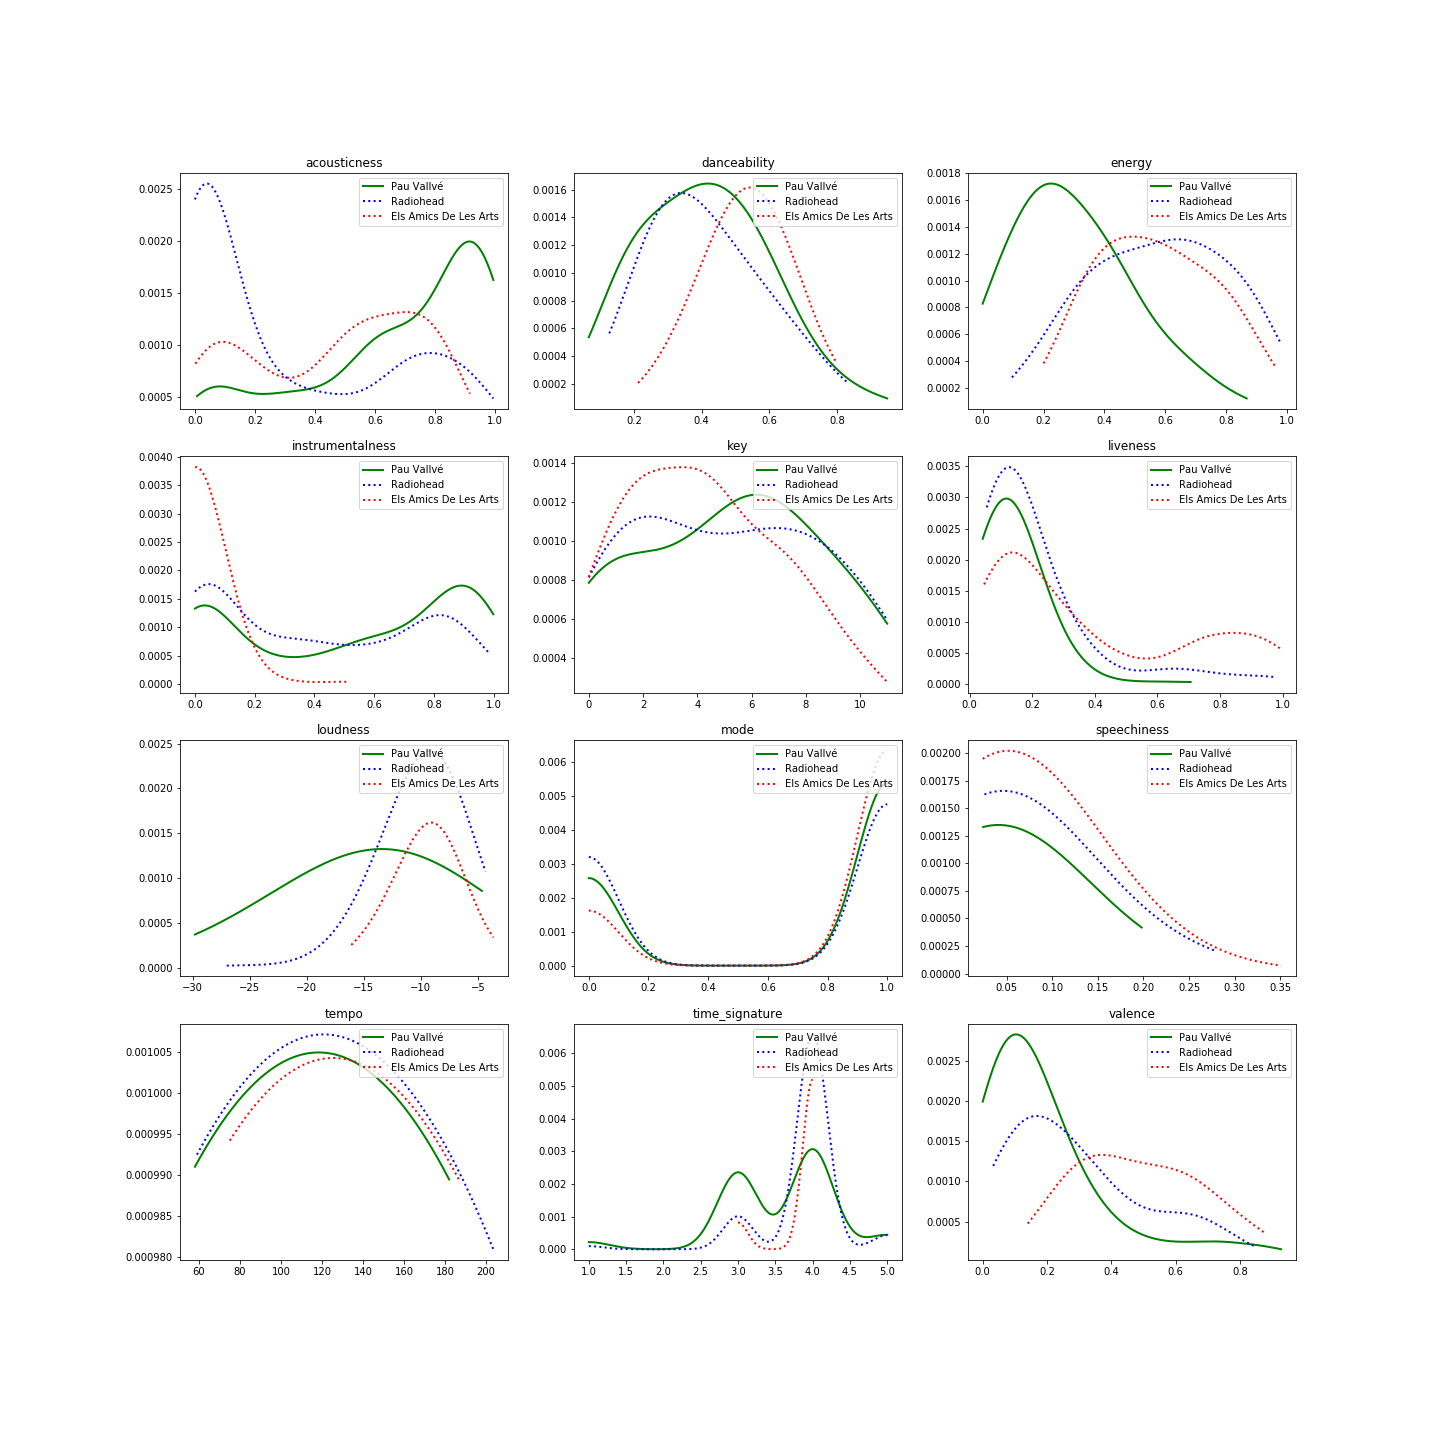 acousticness
0.0025
0.0020
0.0015
0.0010
0.0005
0.0 0.2 0.4 0.6 0.8 1.0
Pau Vallvé
Radiohead
Els Amics De Les Arts
danceability
0.0016
0.0014
0.0012
0.0010
0.0008
0.0006
0.0004
0.0002
0.2 0.4 0.6 0.8
Pau Vallvé
Radiohead
Els Amics De Les Arts
energy
0.0018
0.0016
0.0014
0.0012
0.0010
0.0008
0.0006
0.0004
0.0002
0.0 0.2 0.4 0.6 0.8 1.0
Pau Vallvé
Radiohead
Els Amics De Les Arts
instrumentalness
0.0040
0.0035
0.0030
0.0025
0.0020
0.0015
0.0010
0.0005
0.0000
0.0 0.2 0.4 0.6 0.8 1.0
Pau Vallvé
Radiohead
Els Amics De Les Arts
key
0.0014
0.0012
0.0010
0.0008
0.0006
0.0004
0 2 4 6 8 10
Pau Vallvé
Radiohead
Els Amics De Les Arts
liveness
0.0035
0.0030
0.0025
0.0020
0.0015
0.0010
0.0005
0.0000
0.0 0.2 0.4 0.6 0.8 1.0
Pau Vallvé
Radiohead
Els Amics De Les Arts
loudness
0.0025
0.0020
0.0015
0.0010
0.0005
0.0000
−30 −25 −20 −15 −10 −5
Pau Vallvé
Radiohead
Els Amics De Les Arts
mode
0.006
0.005
0.004
0.003
0.002
0.001
0.000
0.0 0.2 0.4 0.6 0.8 1.0
Pau Vallvé
Radiohead
Els Amics De Les Arts
speechiness
0.00200
0.00175
0.00150
0.00125
0.00100
0.00075
0.00050
0.00025
0.00000
0.05 0.10 0.15 0.20 0.25 0.30 0.35
Pau Vallvé
Radiohead
Els Amics De Les Arts
tempo
0.001005
0.001000
0.000995
0.000990
0.000985
0.000980
60 80 100 120 140 160 180 200
Pau Vallvé
Radiohead
Els Amics De Les Arts
time_signature
0.006
0.005
0.004
0.003
0.002
0.001
0.000
1.0 1.5 2.0 2.5 3.0 3.5 4.0 4.5 5.0
Pau Vallvé
Radiohead
Els Amics De Les Arts
valence
0.0025
0.0020
0.0015
0.0010
0.0005
0.0 0.2 0.4 0.6 0.8
Pau Vallvé
Radiohead
Els Amics De Les Arts